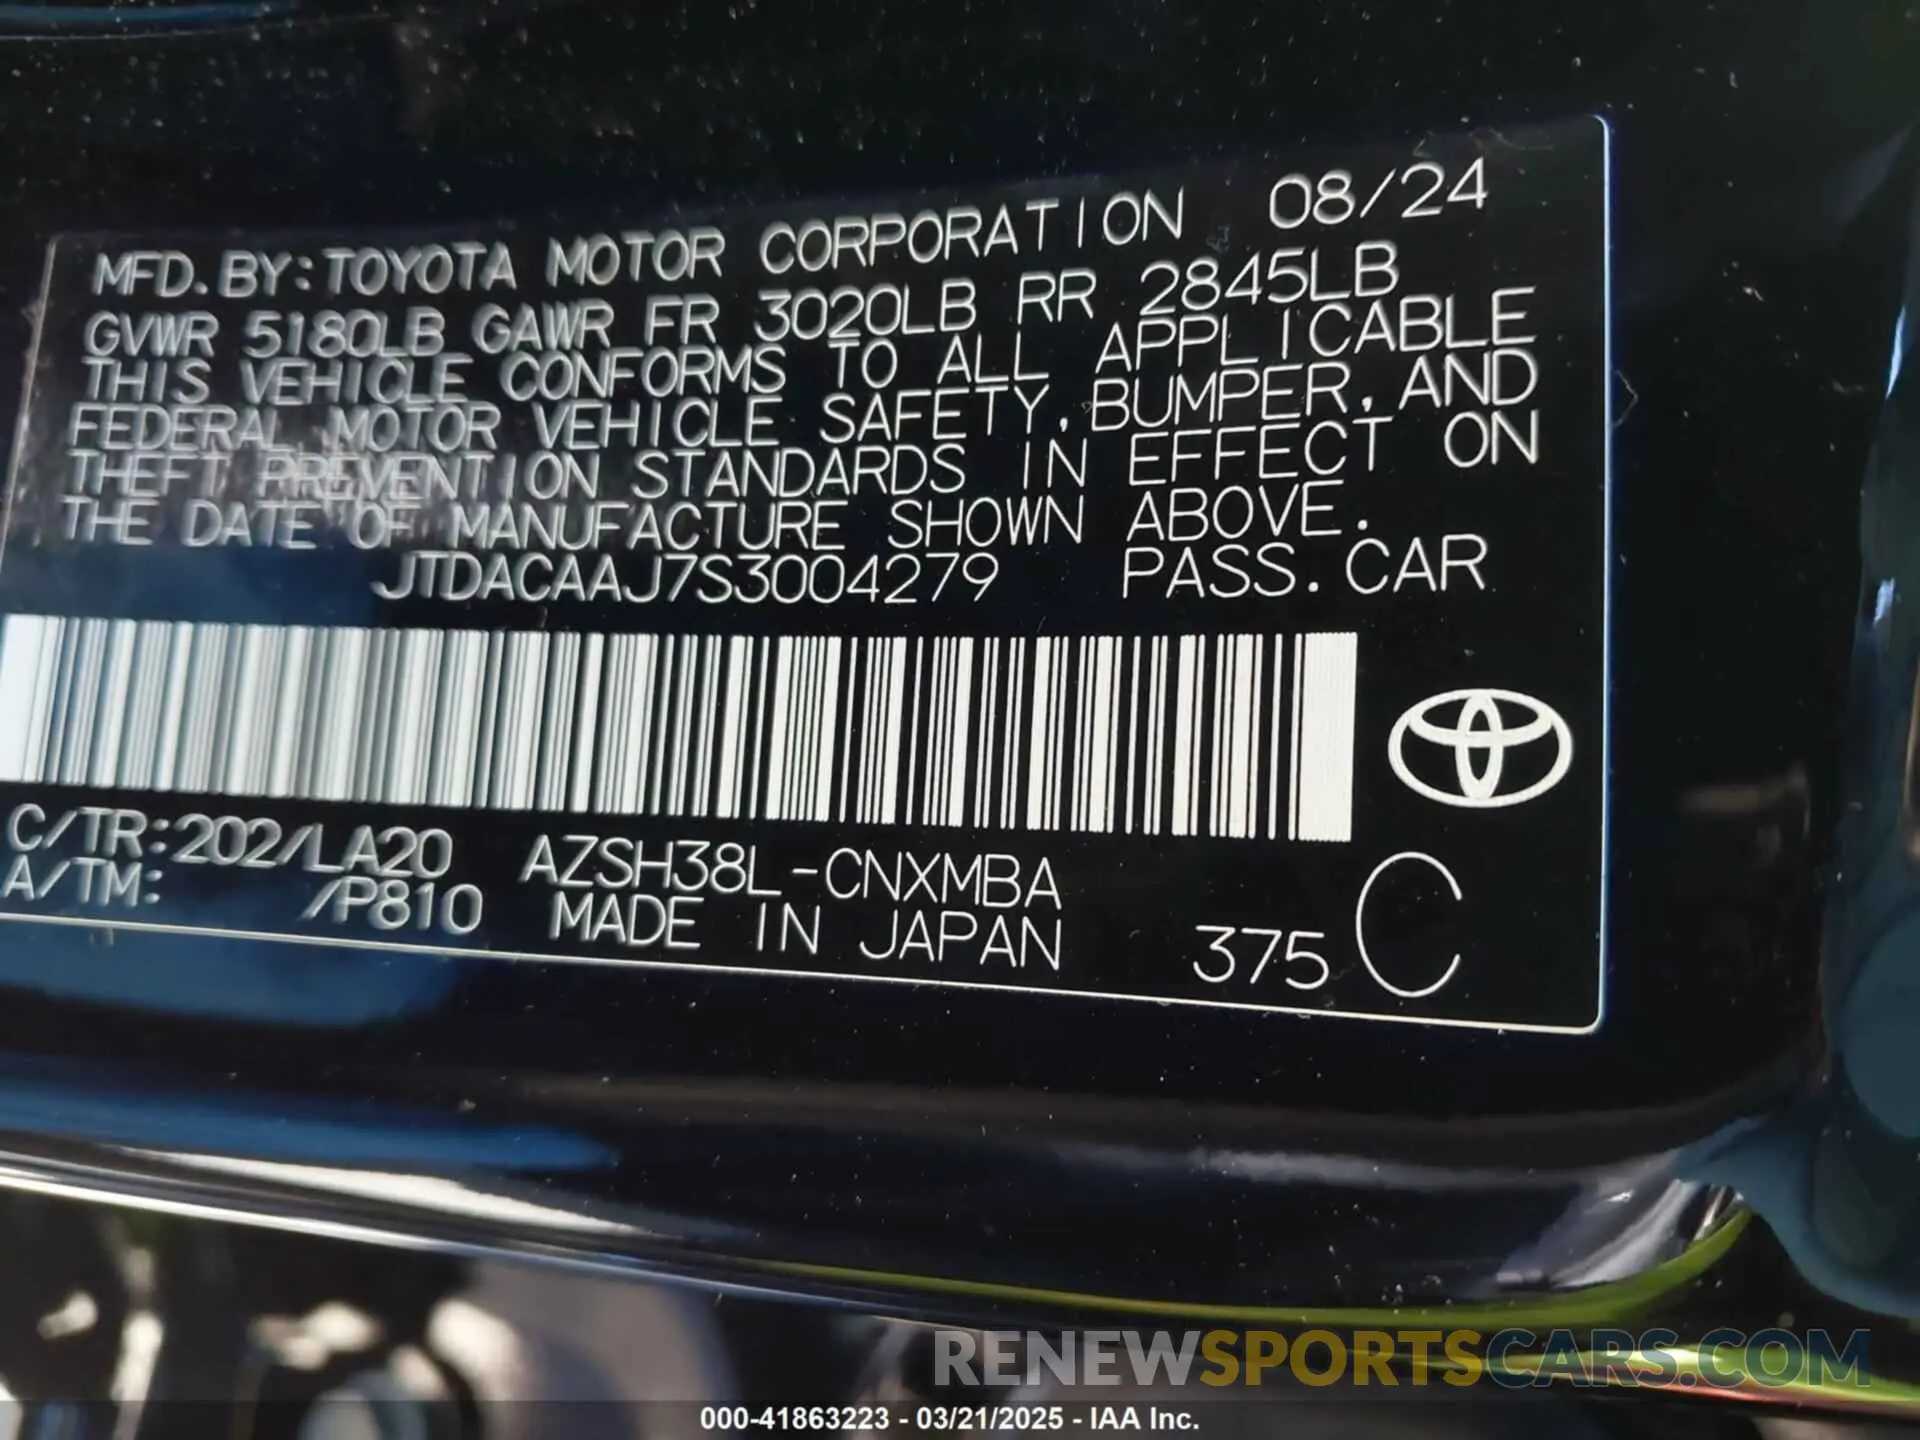 MFD. BY: TOYOTA MOTOR CORPORATION 08/24
GVWR 5180LB GAWR FR 3020LB RR 2845LB
THIS VEHICLE CONFORMS TO ALL APPLICABLE
FEDERAL MOTOR VEHICLE SAFETY, BUMPER, AND
THEFT PREVENTION STANDARDS IN EFFECT ON
THE DATE OF MANUFACTURE SHOWN ABOVE.
JTDACAAJ7S3004279 PASS. CAR
C/TR: 202/LA20 AZSH38L-CNXMBA
A/TM: /P810 MADE IN JAPAN 375 C
RENEWSPORTSCARS.COM
000-41863223 - 03/21/2025 - IAA Inc.